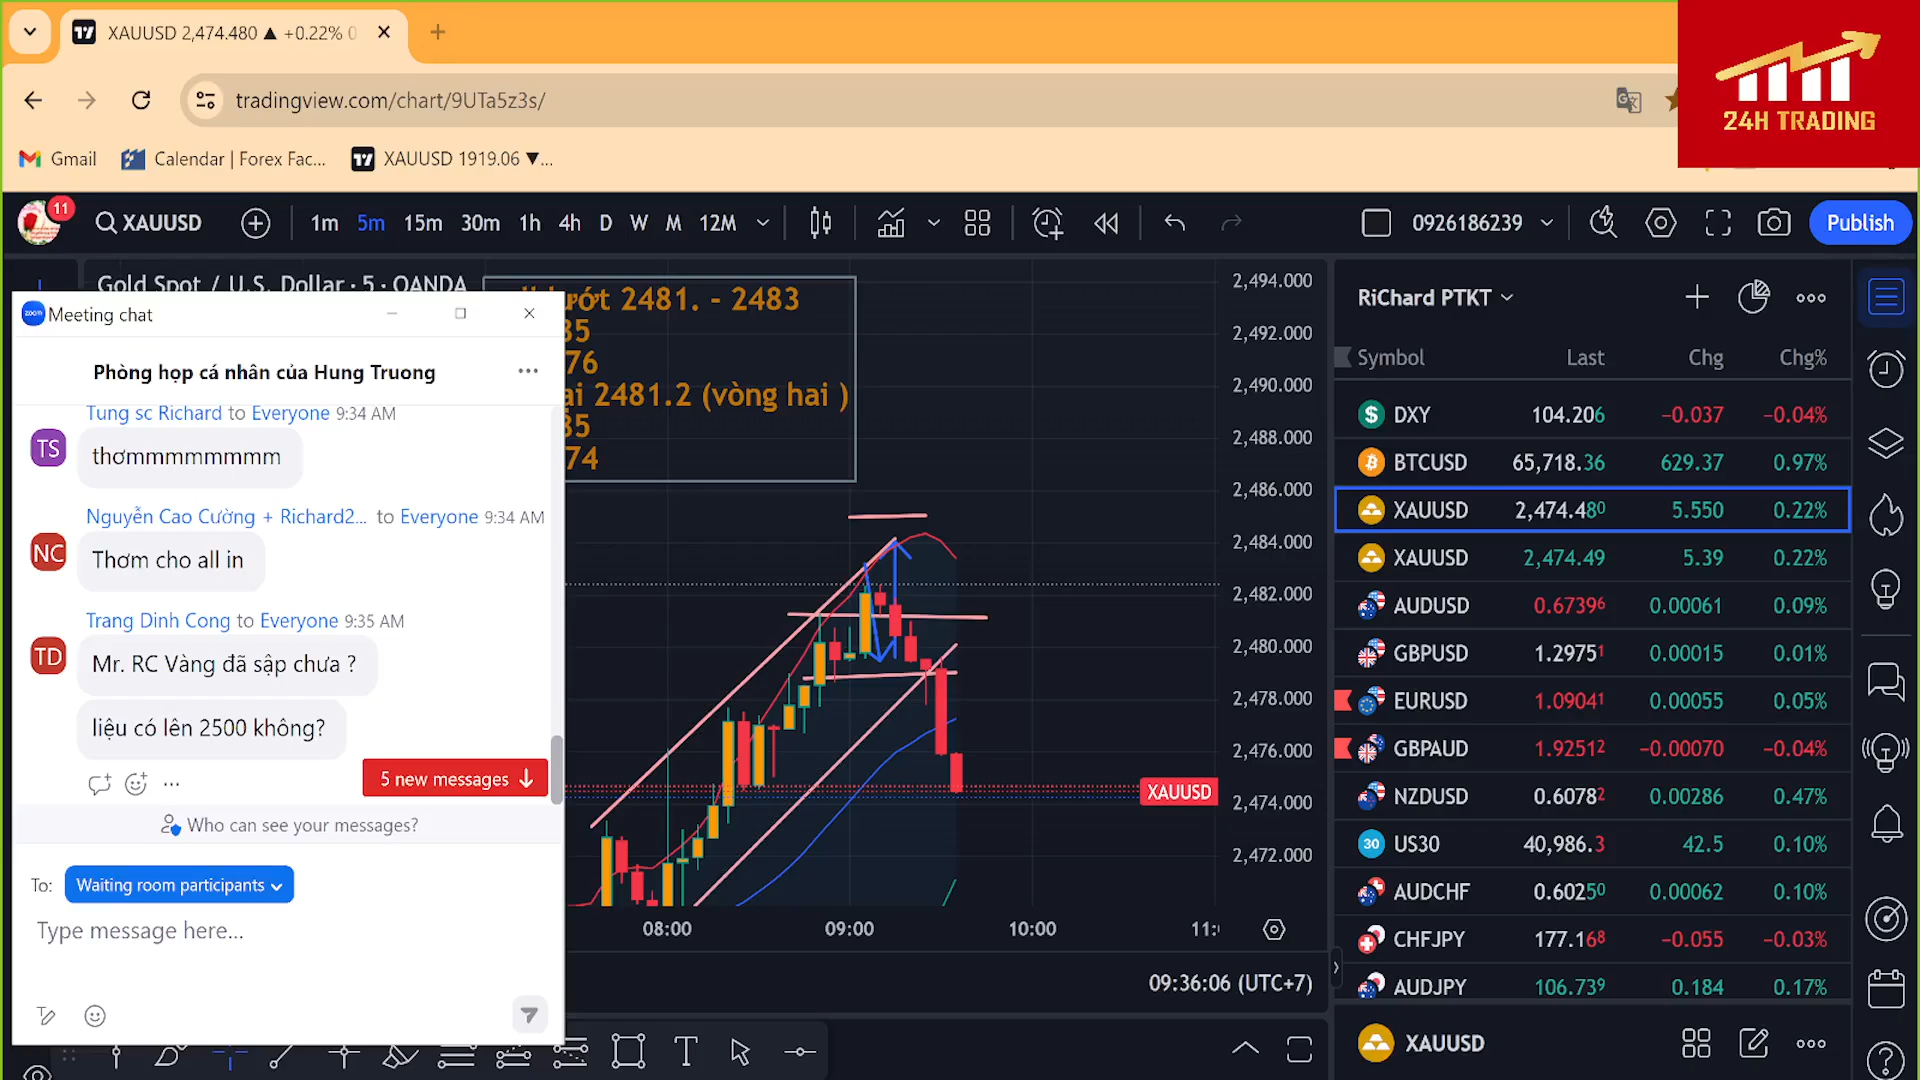 XAUUSD 2,474.480 ▲ +0.22%
tradingview.com/chart/9UTa5z3s/
24H TRADING
Gmail
Calendar | Forex Fac...
XAUUSD 1919.06 ▼...
11
XAUUSD
1m 5m 15m 30m 1h 4h D W M 12M
0926186239
Publish
Gold Spot / U.S. Dollar · 5 · OANDA
lướt 2481. - 2483
35
76
ai 2481.2 (vòng hai )
35
74
zoom
Meeting chat
Phòng họp cá nhân của Hung Truong
Tung sc Richard to Everyone 9:34 AM
TS
thơmmmmmmmm
Nguyễn Cao Cường + Richard2... to Everyone 9:34 AM
NC
Thơm cho all in
Trang Dinh Cong to Everyone 9:35 AM
TD
Mr. RC Vàng đã sập chưa ?
liệu có lên 2500 không?
5 new messages
Who can see your messages?
To: Waiting room participants
Type message here...
2,494.000
2,492.000
2,490.000
2,488.000
2,486.000
2,484.000
2,482.000
2,480.000
2,478.000
2,476.000
XAUUSD
2,474.000
2,472.000
08:00 09:00 10:00 11:
09:36:06 (UTC+7)
RiChard PTKT
Symbol Last Chg Chg%
DXY 104.206 −0.037 −0.04%
BTCUSD 65,718.36 629.37 0.97%
XAUUSD 2,474.480 5.550 0.22%
XAUUSD 2,474.49 5.39 0.22%
AUDUSD 0.67396 0.00061 0.09%
GBPUSD 1.29751 0.00015 0.01%
EURUSD 1.09041 0.00055 0.05%
GBPAUD 1.92512 −0.00070 −0.04%
NZDUSD 0.60782 0.00286 0.47%
30 US30 40,986.3 42.5 0.10%
AUDCHF 0.60250 0.00062 0.10%
CHFJPY 177.168 −0.055 −0.03%
AUDJPY 106.739 0.184 0.17%
XAUUSD